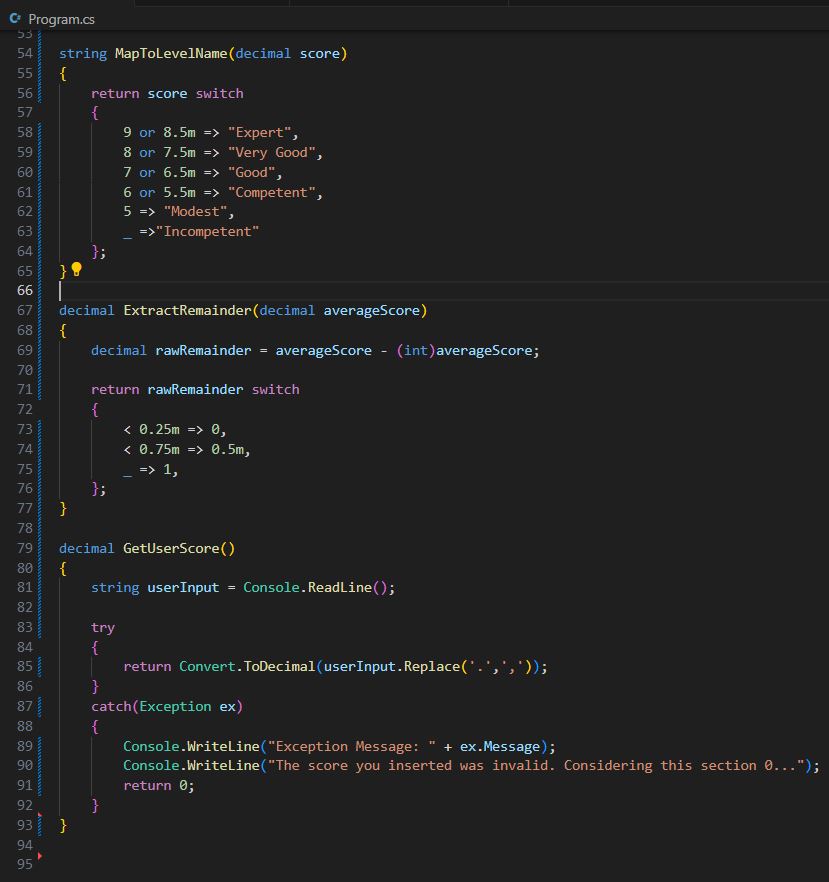 Program.cs
53
54 string MapToLevelName(decimal score)
55 {
56 return score switch
57 {
58 9 or 8.5m => "Expert",
59 8 or 7.5m => "Very Good",
60 7 or 6.5m => "Good",
61 6 or 5.5m => "Competent",
62 5 => "Modest",
63 _ =>"Incompetent"
64 };
65 }
66
67 decimal ExtractRemainder(decimal averageScore)
68 {
69 decimal rawRemainder = averageScore - (int)averageScore;
70
71 return rawRemainder switch
72 {
73 < 0.25m => 0,
74 < 0.75m => 0.5m,
75 _ => 1,
76 };
77 }
78
79 decimal GetUserScore()
80 {
81 string userInput = Console.ReadLine();
82
83 try
84 {
85 return Convert.ToDecimal(userInput.Replace('.',','));
86 }
87 catch(Exception ex)
88 {
89 Console.WriteLine("Exception Message: " + ex.Message);
90 Console.WriteLine("The score you inserted was invalid. Considering this section 0...");
91 return 0;
92 }
93 }
94
95